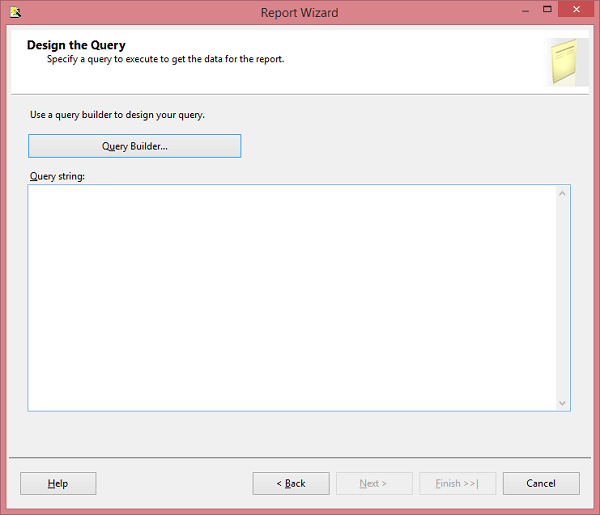 Report Wizard
Design the Query
Specify a query to execute to get the data for the report.
Use a query builder to design your query.
Query Builder...
Query string:
Help
< Back
Next >
Finish >>|
Cancel